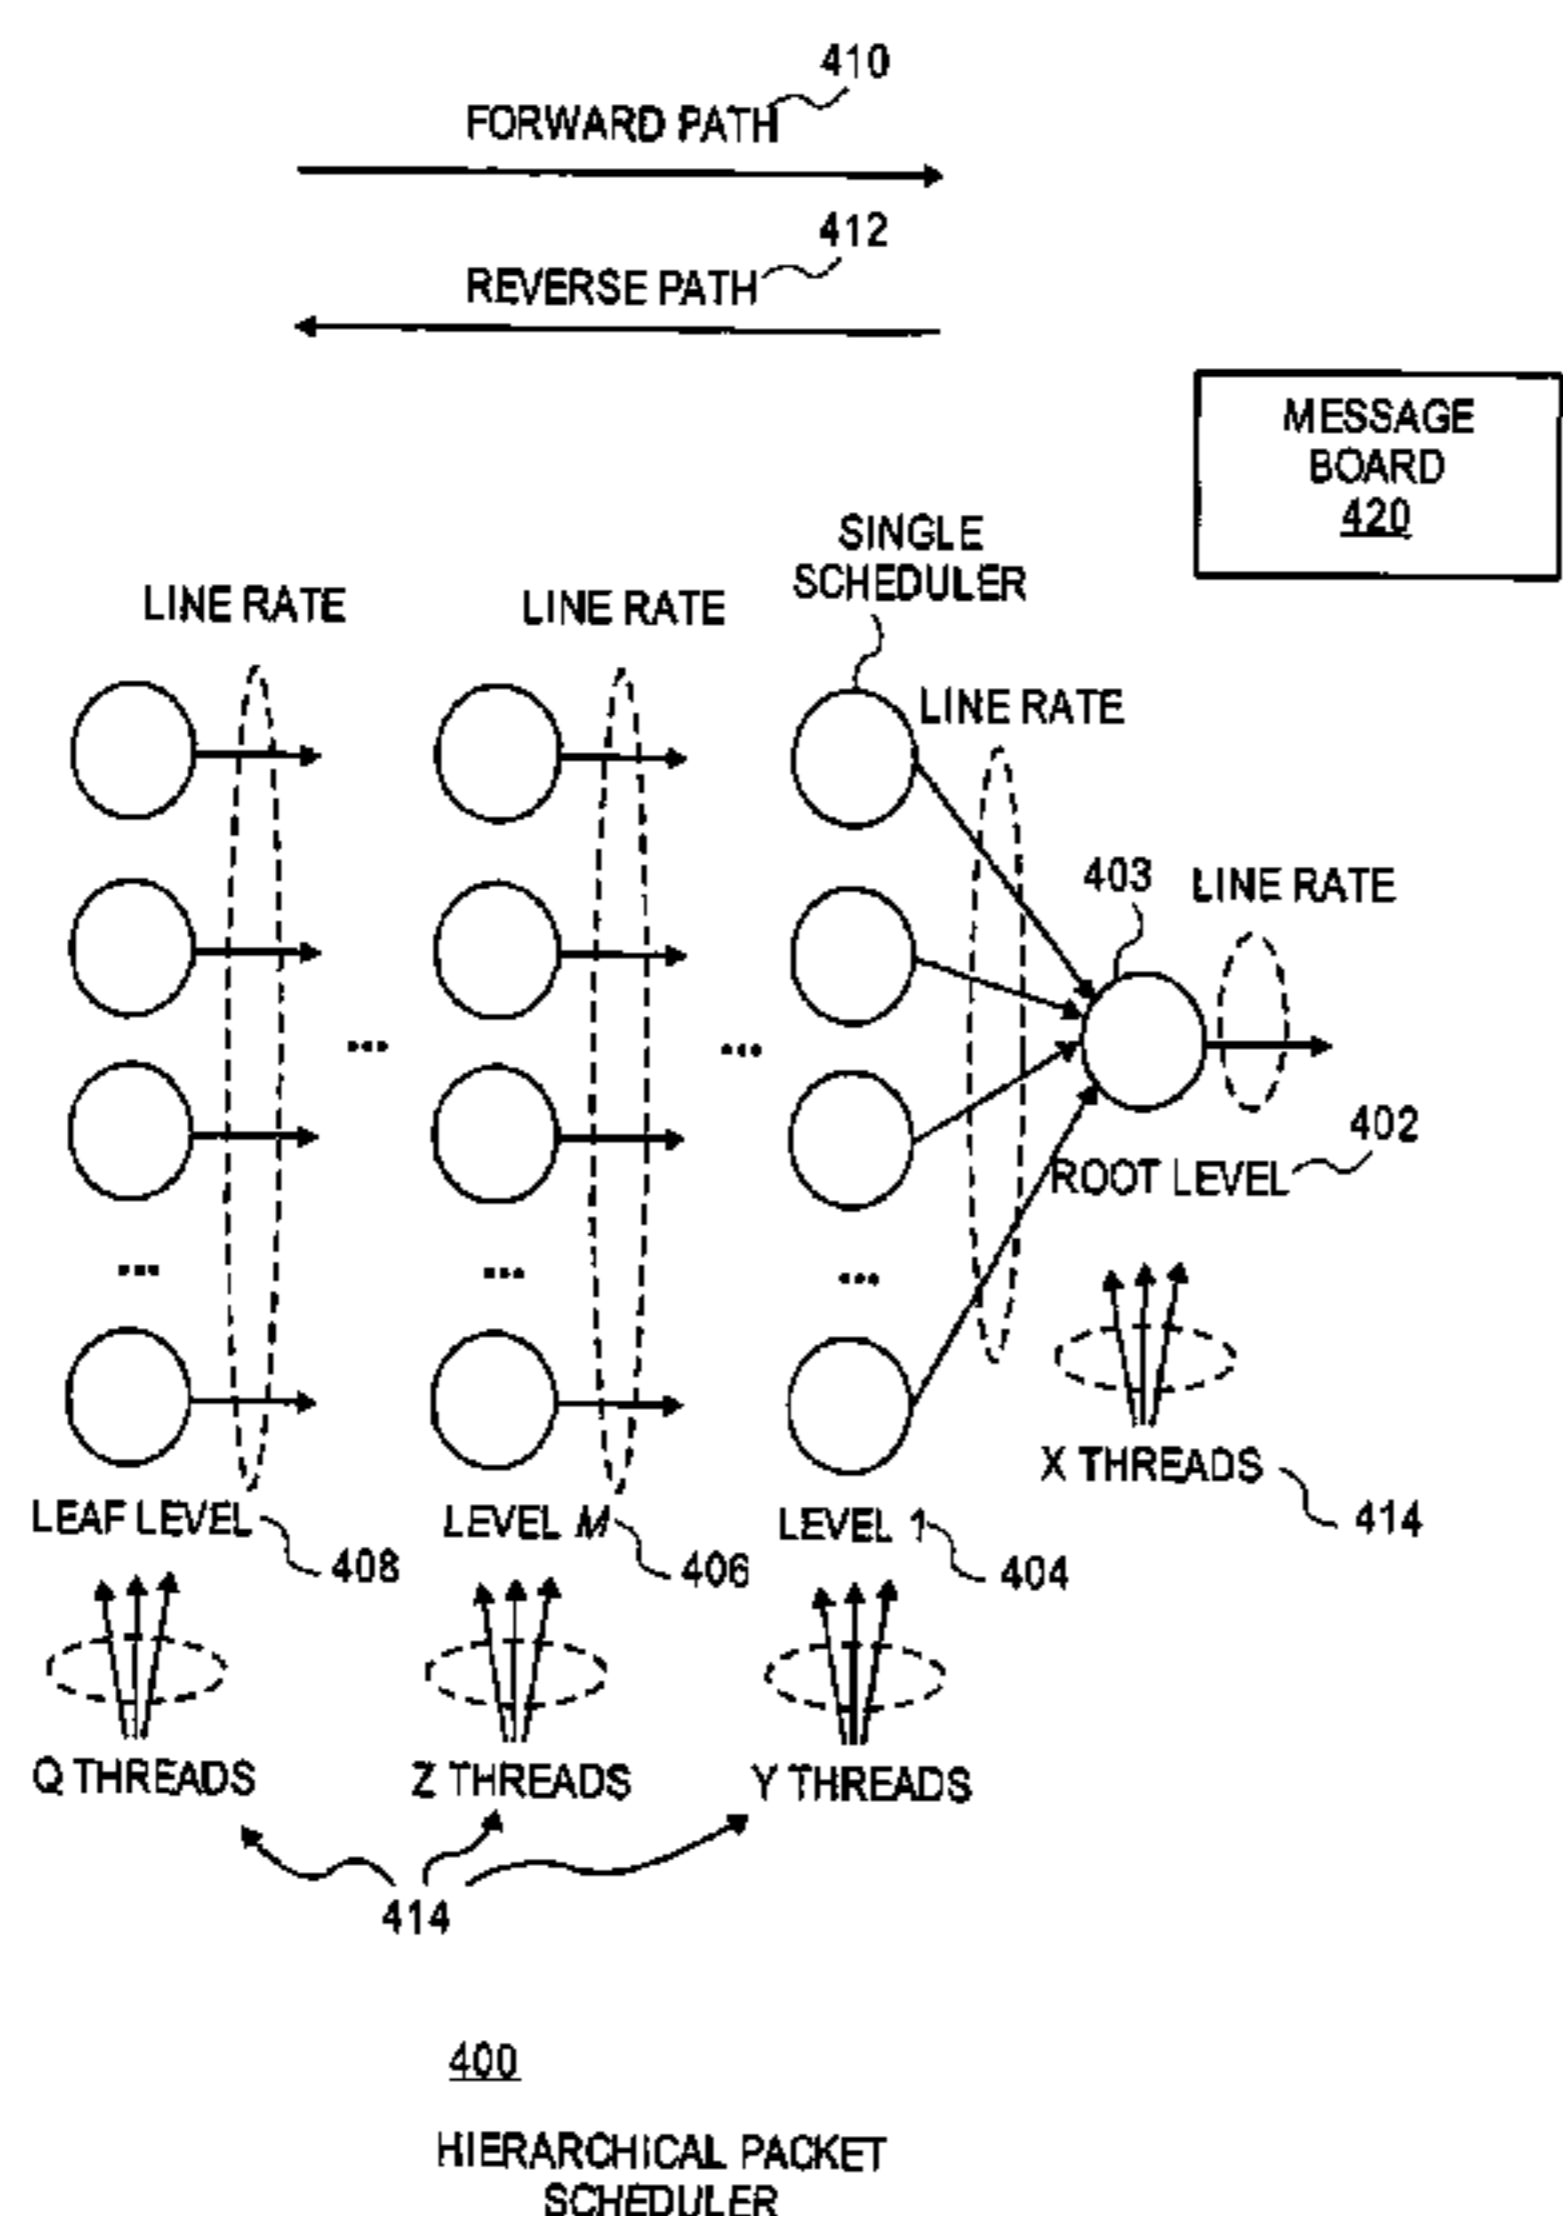 410
FORWARD PATH
412
REVERSE PATH
MESSAGE
BOARD
420
SINGLE
SCHEDULER
LINE RATE
LINE RATE
LINE RATE
403
LINE RATE
...
...
402
ROOT LEVEL
...
...
...
X THREADS
414
LEAF LEVEL
408
LEVEL M
406
LEVEL 1
404
Q THREADS
Z THREADS
Y THREADS
414
400
HIERARCHICAL PACKET
SCHEDULER